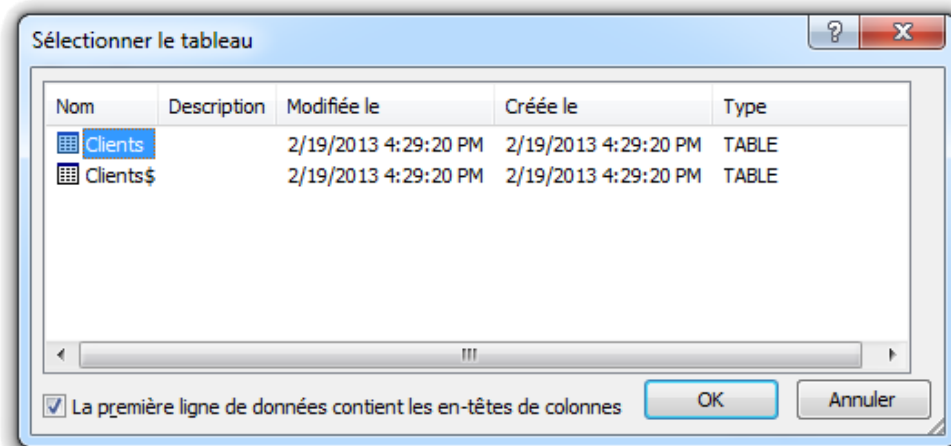 Sélectionner le tableau
Nom Description Modifiée le Créée le Type
Clients 2/19/2013 4:29:20 PM 2/19/2013 4:29:20 PM TABLE
Clients$ 2/19/2013 4:29:20 PM 2/19/2013 4:29:20 PM TABLE
La première ligne de données contient les en-têtes de colonnes OK Annuler